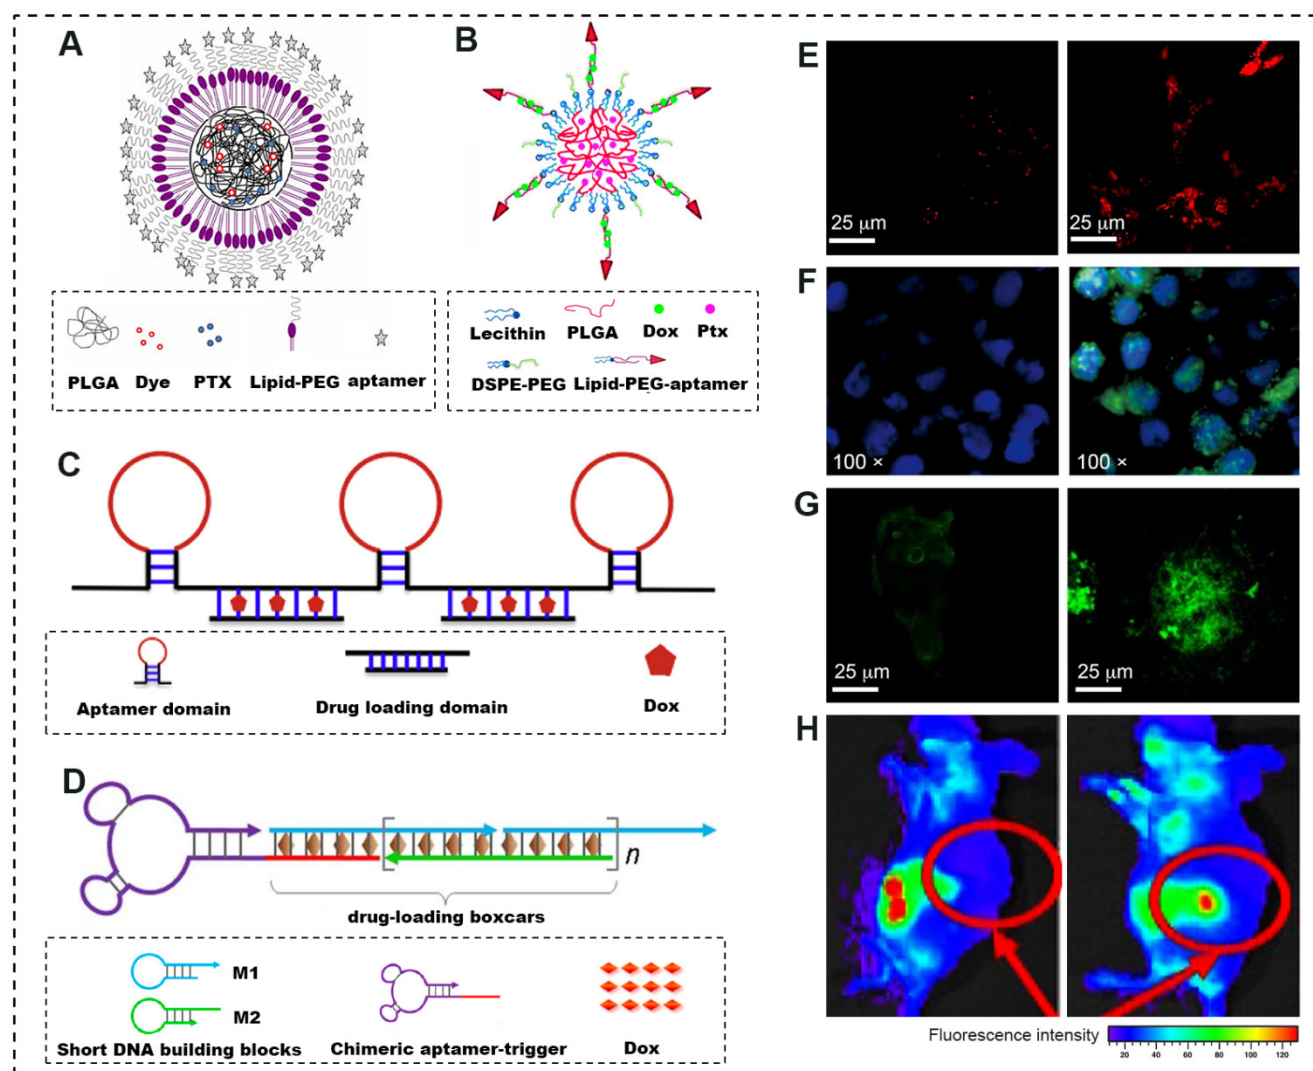 A
PLGA Dye PTX Lipid-PEG aptamer
B
Lecithin PLGA Dox Ptx
DSPE-PEG Lipid-PEG-aptamer
C
Aptamer domain Drug loading domain Dox
D
n
drug-loading boxcars
M1
M2
Short DNA building blocks Chimeric aptamer-trigger Dox
E
25 μm 25 μm
F
100 × 100 ×
G
25 μm 25 μm
H
Fluorescence intensity
20 40 60 80 100 120